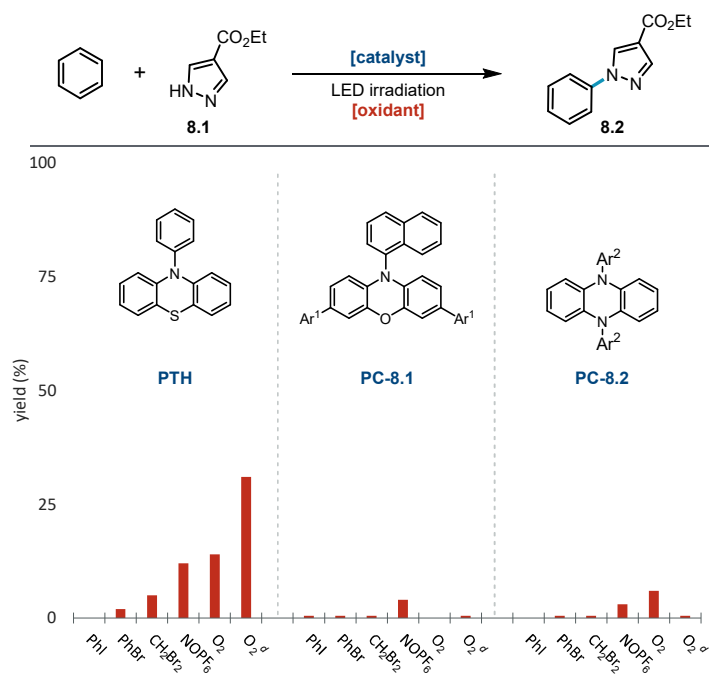 CO₂Et
CO₂Et
+
HN
N
[catalyst]
LED irradiation
[oxidant]
N
N
8.1
8.2
100
75
50
25
0
yield (%)
N
S
PTH
N
O
Ar¹
Ar¹
PC-8.1
Ar²
N
N
Ar²
PC-8.2
PhI
PhBr
CH₂Br₂
NOPF₆
O₂
O₂ ᵈ
PhI
PhBr
CH₂Br₂
NOPF₆
O₂
O₂ ᵈ
PhI
PhBr
CH₂Br₂
NOPF₆
O₂
O₂ ᵈ